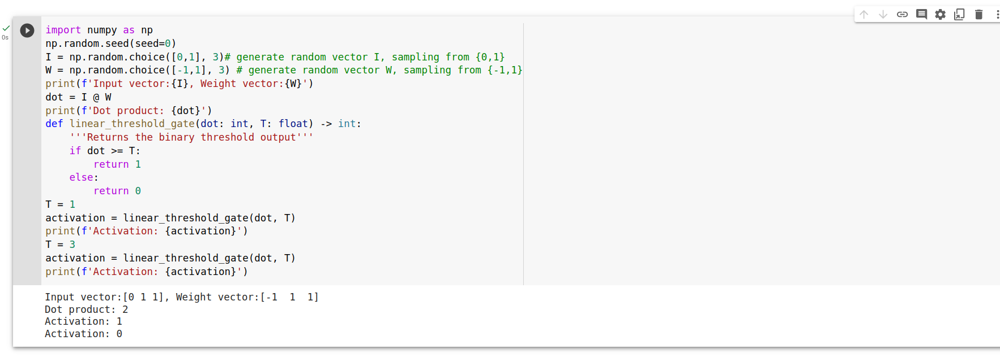 import numpy as np
np.random.seed(seed=0)
I = np.random.choice([0,1], 3)# generate random vector I, sampling from {0,1}
W = np.random.choice([-1,1], 3) # generate random vector W, sampling from {-1,1}
print(f'Input vector:{I}, Weight vector:{W}')
dot = I @ W
print(f'Dot product: {dot}')
def linear_threshold_gate(dot: int, T: float) -> int:
    '''Returns the binary threshold output'''
    if dot >= T:
        return 1
    else:
        return 0
T = 1
activation = linear_threshold_gate(dot, T)
print(f'Activation: {activation}')
T = 3
activation = linear_threshold_gate(dot, T)
print(f'Activation: {activation}')
0s
Input vector:[0 1 1], Weight vector:[-1  1  1]
Dot product: 2
Activation: 1
Activation: 0